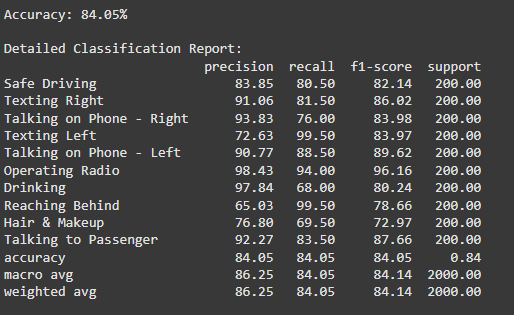 Accuracy: 84.05%
Detailed Classification Report:
precision recall f1-score support
Safe Driving 83.85 80.50 82.14 200.00
Texting Right 91.06 81.50 86.02 200.00
Talking on Phone - Right 93.83 76.00 83.98 200.00
Texting Left 72.63 99.50 83.97 200.00
Talking on Phone - Left 90.77 88.50 89.62 200.00
Operating Radio 98.43 94.00 96.16 200.00
Drinking 97.84 68.00 80.24 200.00
Reaching Behind 65.03 99.50 78.66 200.00
Hair & Makeup 76.80 69.50 72.97 200.00
Talking to Passenger 92.27 83.50 87.66 200.00
accuracy 84.05 84.05 84.05 0.84
macro avg 86.25 84.05 84.14 2000.00
weighted avg 86.25 84.05 84.14 2000.00